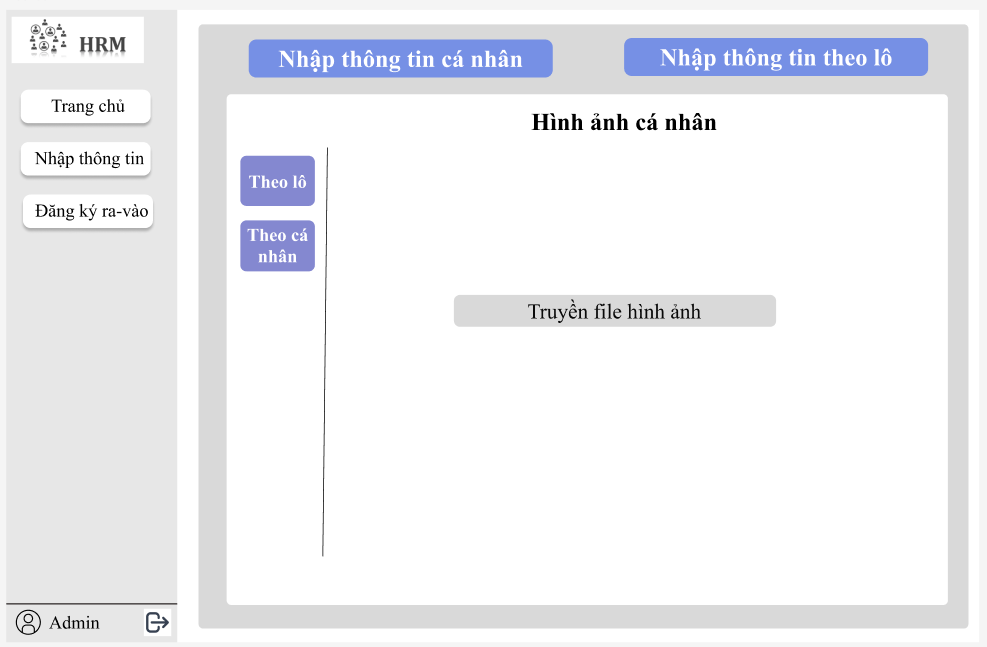 HRM
Trang chủ
Nhập thông tin
Đăng ký ra-vào
Admin
Nhập thông tin cá nhân
Nhập thông tin theo lô
Hình ảnh cá nhân
Theo lô
Theo cá
nhân
Truyền file hình ảnh